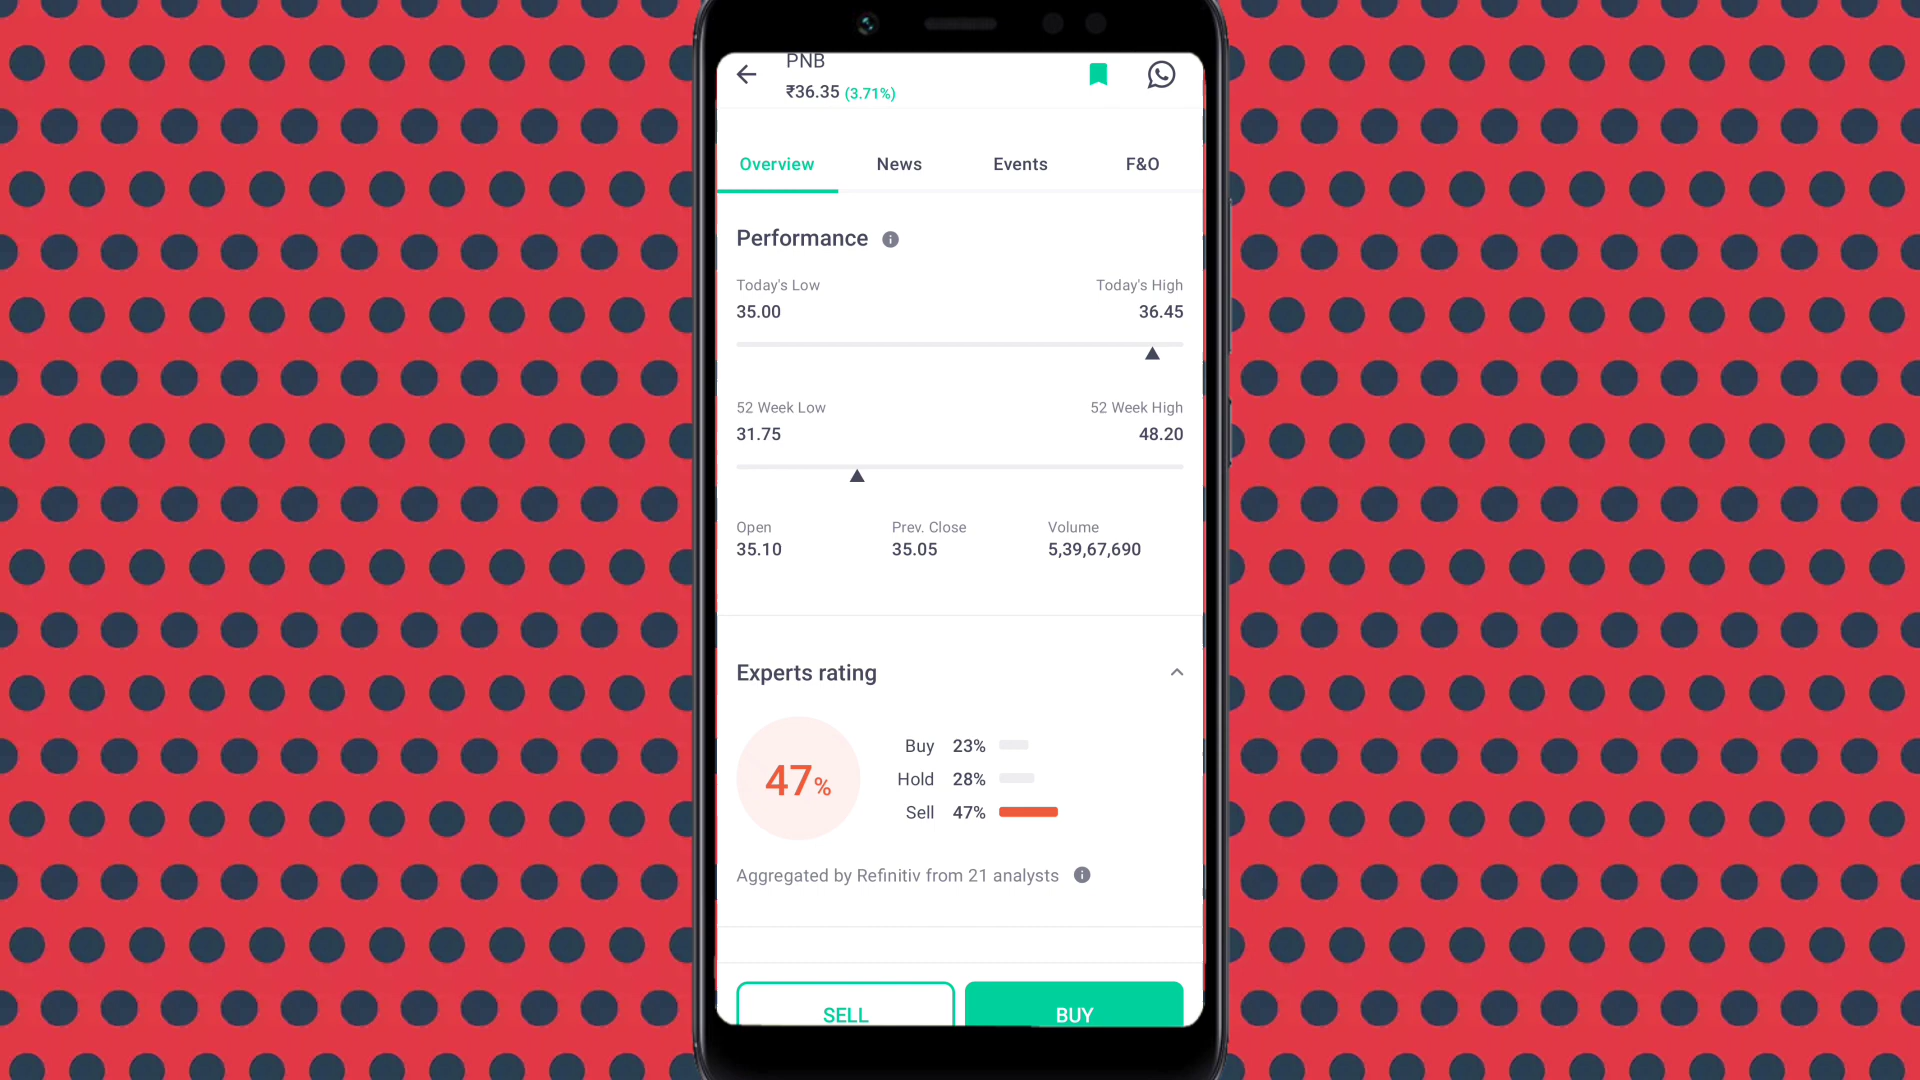 PNB
₹36.35 (3.71%)
Overview News Events F&O
Performance
Today's Low Today's High
35.00 36.45
52 Week Low 52 Week High
31.75 48.20
Open Prev. Close Volume
35.10 35.05 5,39,67,690
Experts rating
47%
Buy 23%
Hold 28%
Sell 47%
Aggregated by Refinitiv from 21 analysts
SELL BUY